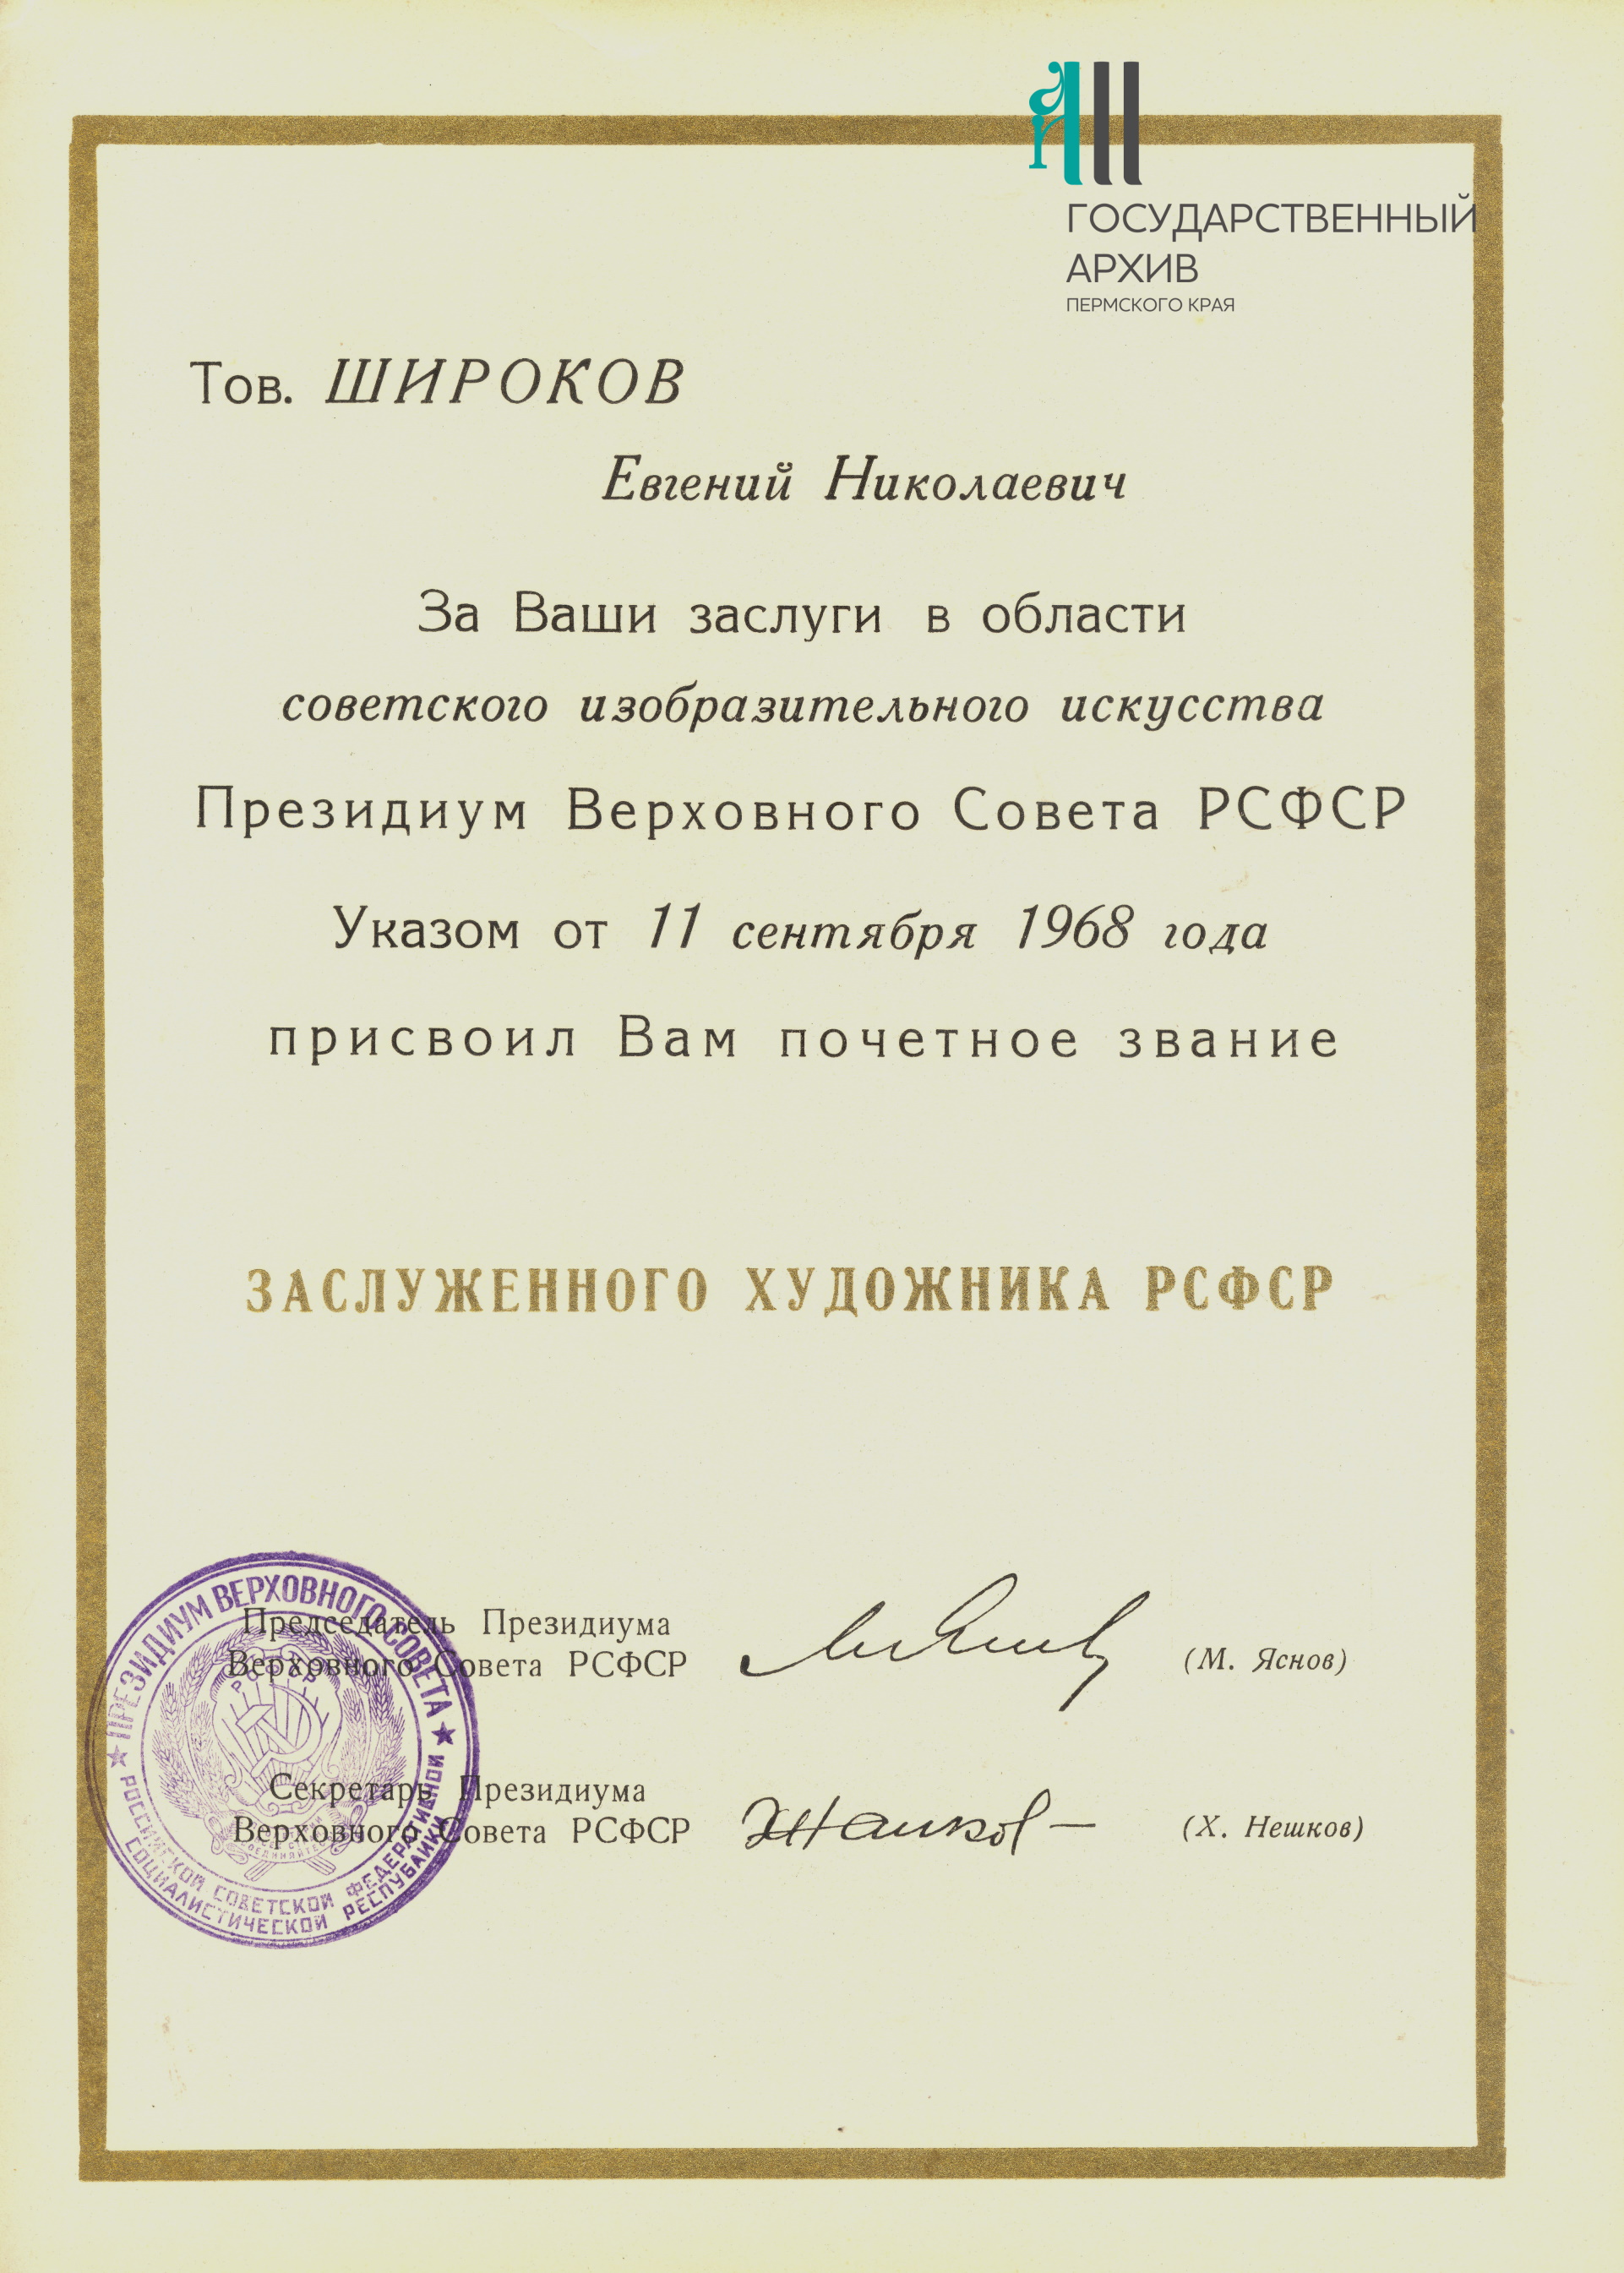 ГОСУДАРСТВЕННЫЙ
АРХИВ
ПЕРМСКОГО КРАЯ
Тов. ШИРОКОВ
Евгений Николаевич
За Ваши заслуги в области
советского изобразительного искусства
Президиум Верховного Совета РСФСР
Указом от 11 сентября 1968 года
присвоил Вам почетное звание
ЗАСЛУЖЕННОГО ХУДОЖНИКА РСФСР
Председатель Президиума
Верховного Совета РСФСР
(М. Яснов)
Секретарь Президиума
Верховного Совета РСФСР
(Х. Нешков)
ПРЕЗИДИУМ ВЕРХОВНОГО СОВЕТА
РОССИЙСКОЙ СОВЕТСКОЙ ФЕДЕРАТИВНОЙ
СОЦИАЛИСТИЧЕСКОЙ РЕСПУБЛИКИ
РСФСР